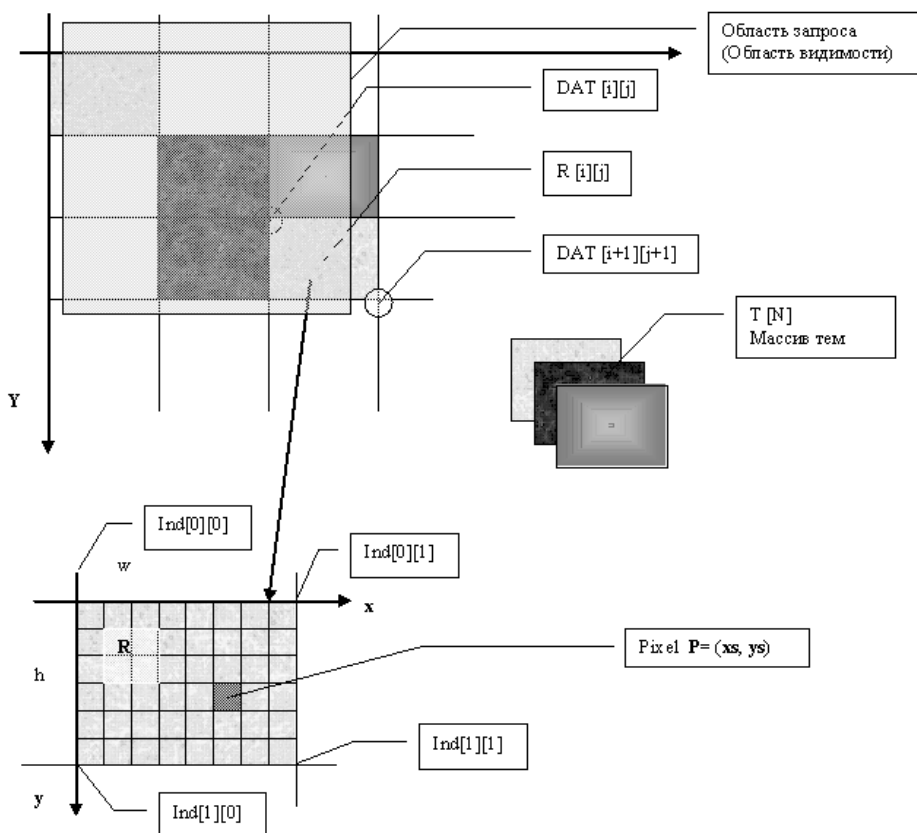 Область запроса
(Область видимости)
DAT [i][j]
R [i][j]
DAT [i+1][j+1]
T [N]
Массив тем
Y
Ind[0][0]
w
Ind[0][1]
x
R
Pixel P= (xs, ys)
h
Ind[1][1]
y
Ind[1][0]